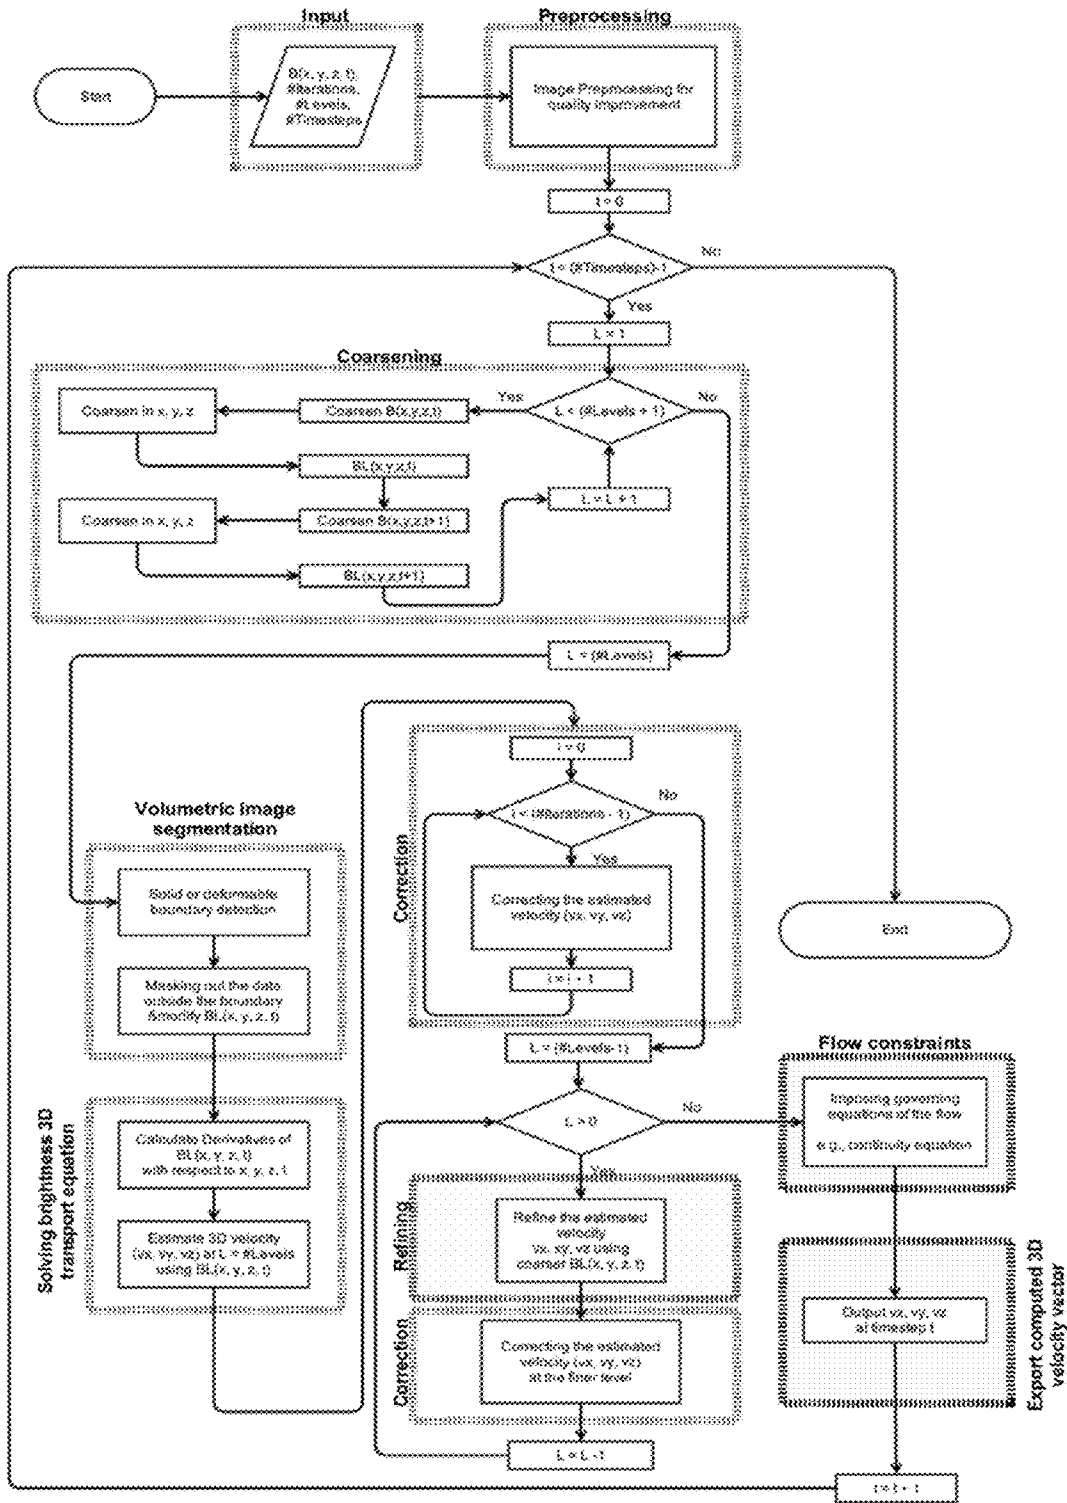 Input
Preprocessing
Start
B(x, y, z, t),
#Iterations,
#Levels,
#Timesteps
Image Preprocessing for
quality improvement
t = 0
t < (#Timesteps)-1
No
Yes
L = 1
Coarsening
Coarsen in x, y, z
Coarsen B(x,y,z,t)
Yes
L < (#Levels + 1)
No
BL(x,y,z,t)
L = L + 1
Coarsen in x, y, z
Coarsen B(x,y,z,t+1)
BL(x,y,z,t+1)
L = (#Levels)
i = 0
i < (#Iterations - 1)
No
Yes
Correction
Correcting the estimated
velocity (vx, vy, vz)
i = i + 1
Volumetric image
segmentation
Solid or deformable
boundary detection
Masking out the data
outside the boundary
&modify BL(x, y, z, t)
End
L = (#Levels-1)
Flow constraints
Imposing governing
equations of the flow
e.g., continuity equation
L > 0
No
Yes
Solving brightness 3D
transport equation
Calculate Derivatives of
BL(x, y, z, t)
with respect to x, y, z, t
Estimate 3D velocity
(vx, vy, vz) at L = #Levels
using BL(x, y, z, t)
Refining
Refine the estimated
velocity
vx, xy, vz using
coarser BL(x, y, z, t)
Correction
Correcting the estimated
velocity (vx, vy, vz)
at the finer level
L = L -1
Output vx, vy, vz
at timestep t
Export computed 3D
velocity vector
t = t + 1